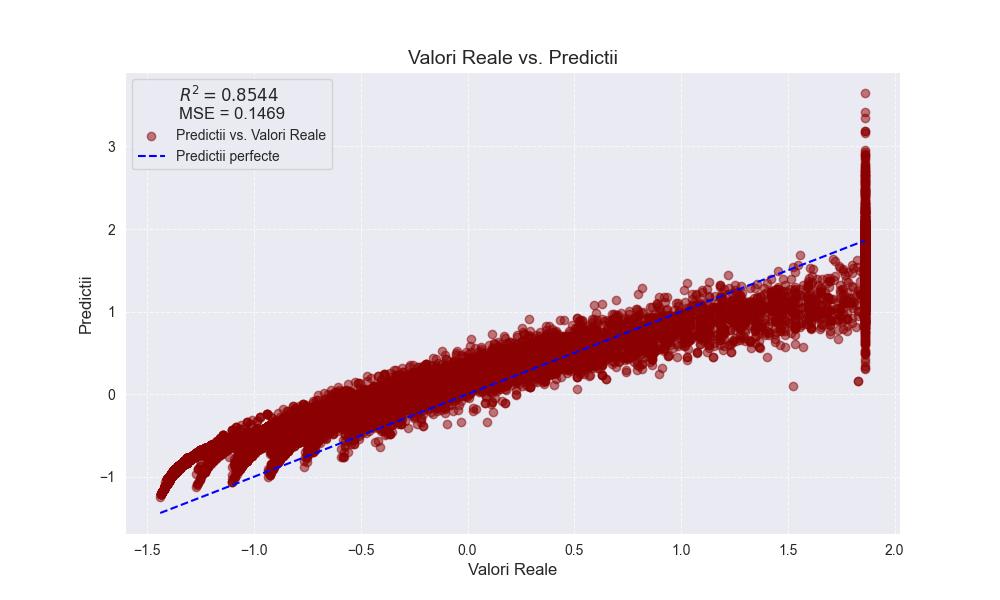 Valori Reale vs. Predictii
R² = 0.8544
MSE = 0.1469
Predictii vs. Valori Reale
Predictii perfecte
Predictii
3
2
1
0
−1
−1.5
−1.0
−0.5
0.0
0.5
1.0
1.5
2.0
Valori Reale